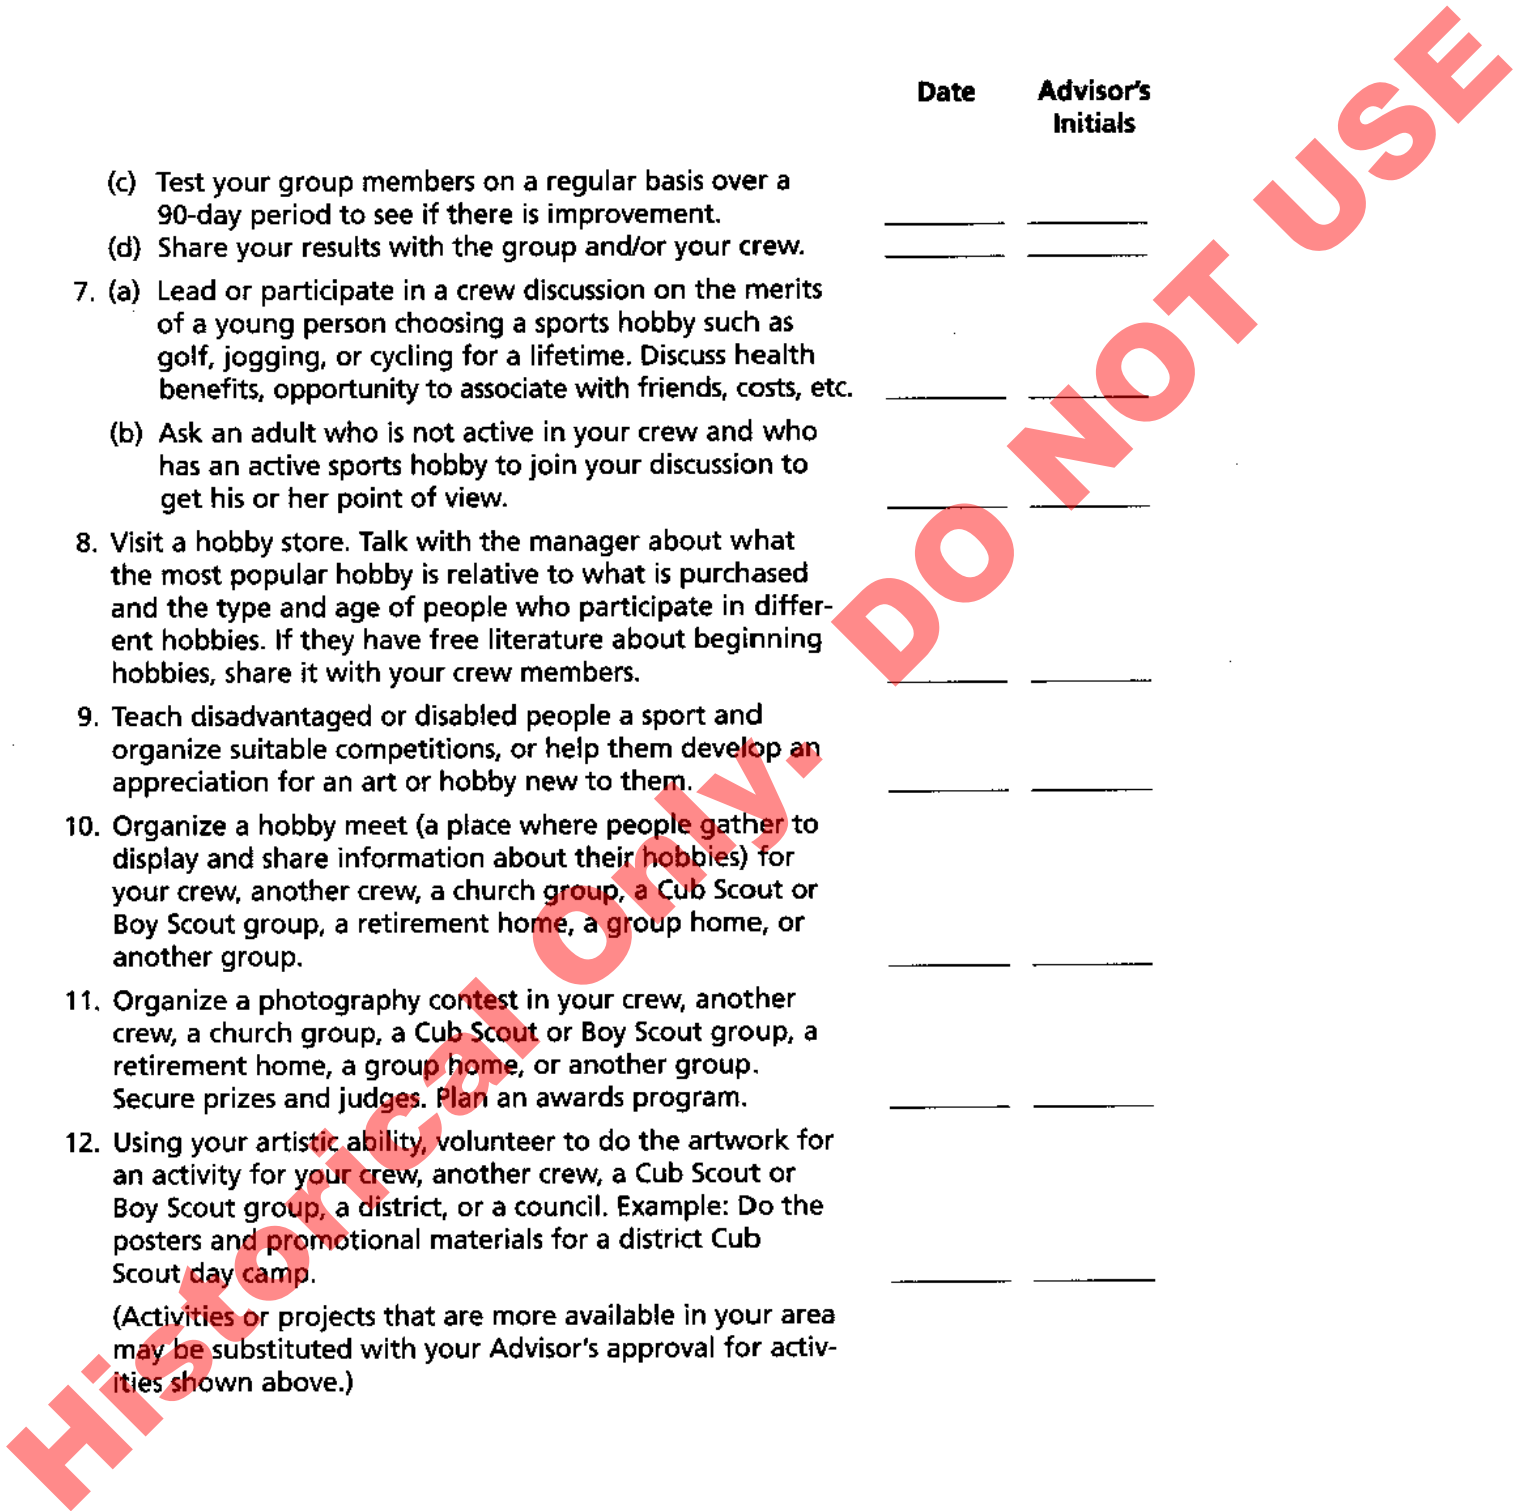 Date Advisor's
Initials
(c) Test your group members on a regular basis over a
90-day period to see if there is improvement.
(d) Share your results with the group and/or your crew.
7. (a) Lead or participate in a crew discussion on the merits
of a young person choosing a sports hobby such as
golf, jogging, or cycling for a lifetime. Discuss health
benefits, opportunity to associate with friends, costs, etc.
(b) Ask an adult who is not active in your crew and who
has an active sports hobby to join your discussion to
get his or her point of view.
8. Visit a hobby store. Talk with the manager about what
the most popular hobby is relative to what is purchased
and the type and age of people who participate in differ-
ent hobbies. If they have free literature about beginning
hobbies, share it with your crew members.
9. Teach disadvantaged or disabled people a sport and
organize suitable competitions, or help them develop an
appreciation for an art or hobby new to them.
10. Organize a hobby meet (a place where people gather to
display and share information about their hobbies) for
your crew, another crew, a church group, a Cub Scout or
Boy Scout group, a retirement home, a group home, or
another group.
11. Organize a photography contest in your crew, another
crew, a church group, a Cub Scout or Boy Scout group, a
retirement home, a group home, or another group.
Secure prizes and judges. Plan an awards program.
12. Using your artistic ability, volunteer to do the artwork for
an activity for your crew, another crew, a Cub Scout or
Boy Scout group, a district, or a council. Example: Do the
posters and promotional materials for a district Cub
Scout day camp.
(Activities or projects that are more available in your area
may be substituted with your Advisor's approval for activ-
ities shown above.)
Historical Only. DO NOT USE